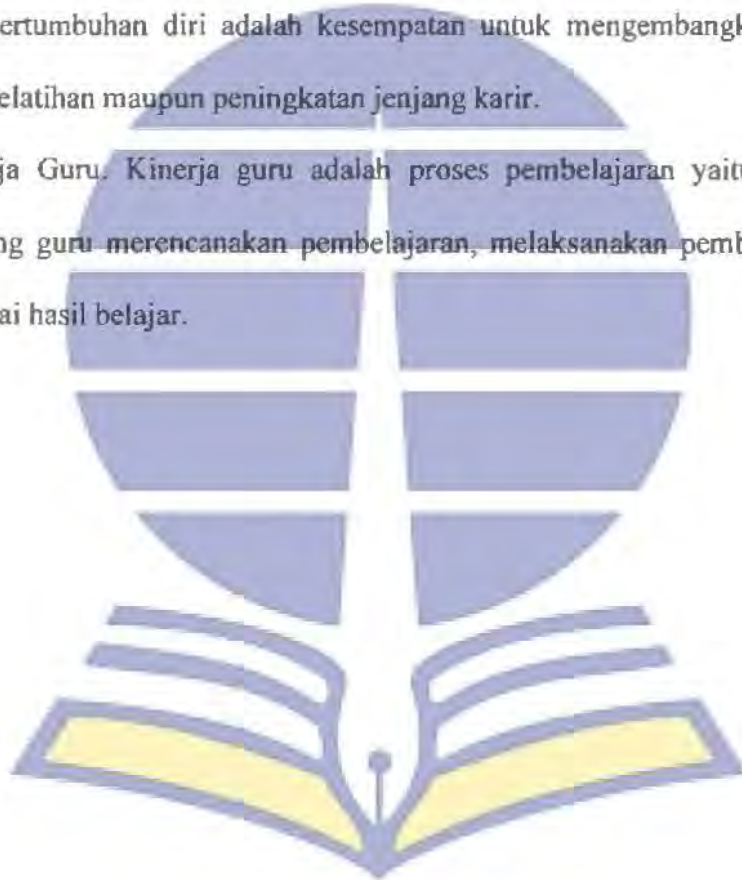 ertumbuhan diri adalah kesempatan untuk mengembangk
elatihan maupun peningkatan jenjang karir.
ja Guru. Kinerja guru adalah proses pembelajaran yaitu
ng guru merencanakan pembelajaran, melaksanakan pemb
ai hasil belajar.